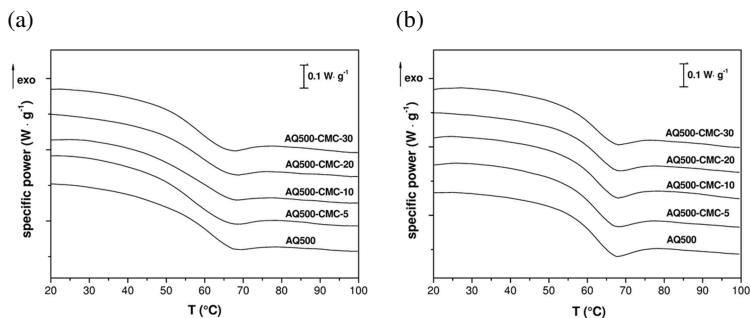 (a)
exo
specific power (W · g⁻¹)
0.1 W· g⁻¹
AQ500-CMC-30
AQ500-CMC-20
AQ500-CMC-10
AQ500-CMC-5
AQ500
20 30 40 50 60 70 80 90 100
T (°C)
(b)
exo
specific power (W · g⁻¹)
0.1 W· g⁻¹
AQ500-CMC-30
AQ500-CMC-20
AQ500-CMC-10
AQ500-CMC-5
AQ500
20 30 40 50 60 70 80 90 100
T (°C)